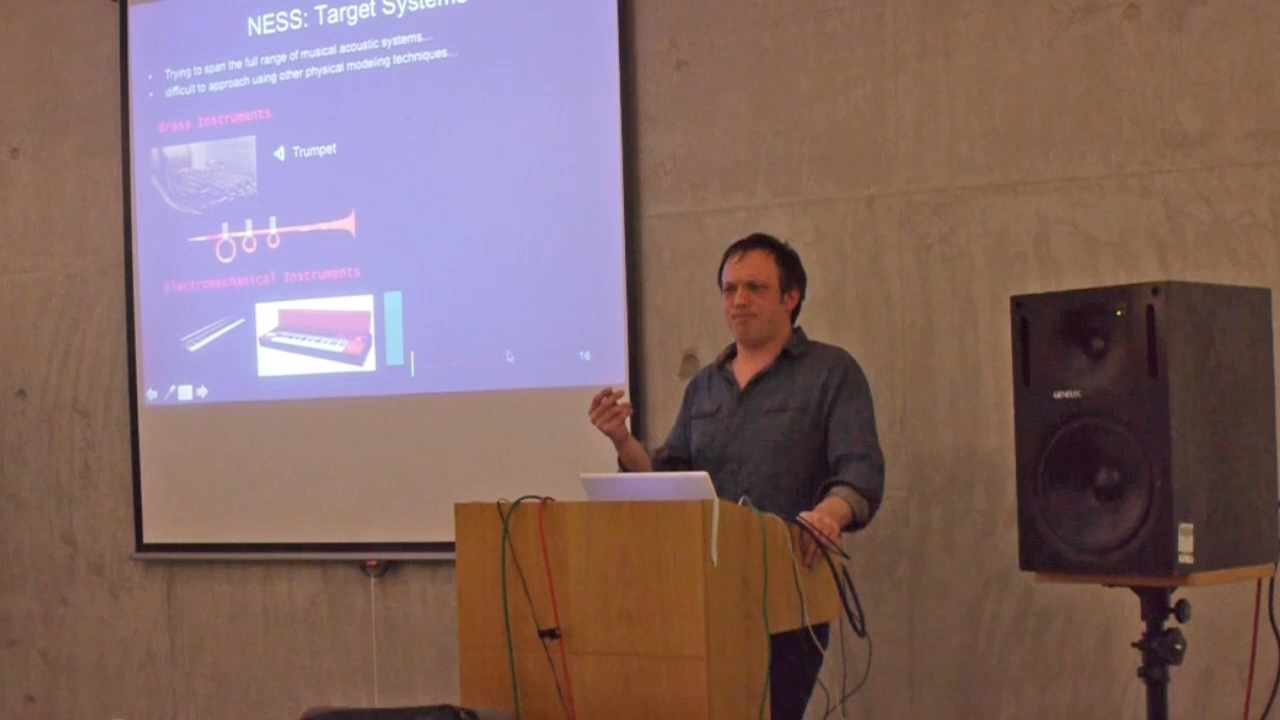 NESS: Target Systems
Trying to span the full range of musical acoustic systems...
difficult to approach using other physical modeling techniques...
Brass Instruments
Trumpet
Electromechanical Instruments
16
GENELEC